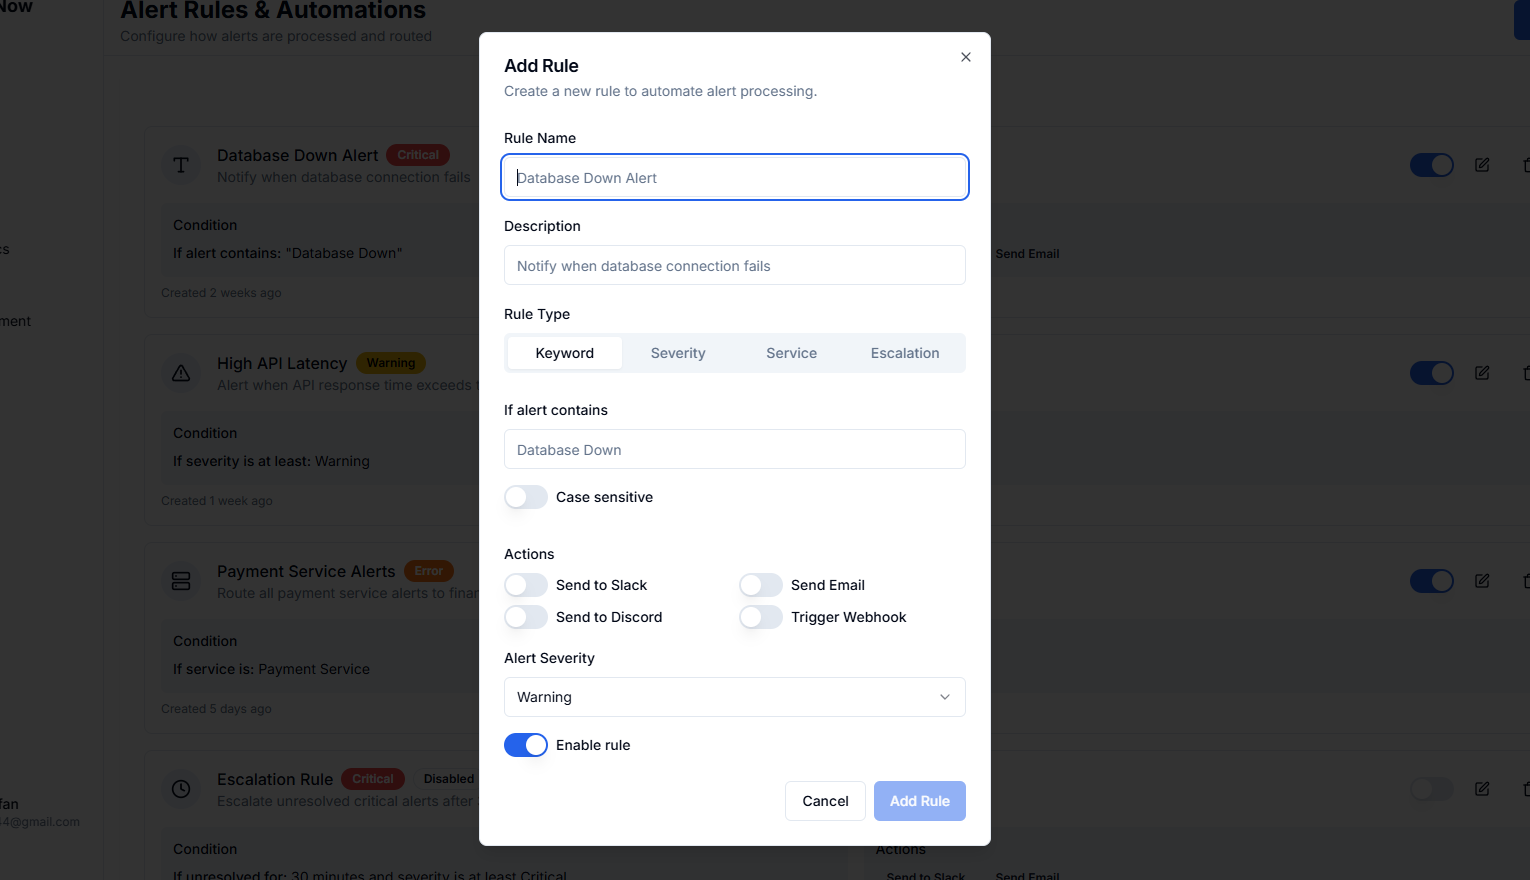 Now
Alert Rules & Automations
Configure how alerts are processed and routed
cs
ment
fan
44@gmail.com
Database Down Alert Critical
Notify when database connection fails
Condition
If alert contains: "Database Down"
Send Email
Created 2 weeks ago
High API Latency Warning
Alert when API response time exceeds
Condition
If severity is at least: Warning
Created 1 week ago
Payment Service Alerts Error
Route all payment service alerts to finan
Condition
If service is: Payment Service
Created 5 days ago
Escalation Rule Critical Disabled
Escalate unresolved critical alerts after
Condition
If unresolved for: 30 minutes and severity is at least Critical
Actions
Send to Slack Send Email
Add Rule
Create a new rule to automate alert processing.
Rule Name
Database Down Alert
Description
Notify when database connection fails
Rule Type
Keyword Severity Service Escalation
If alert contains
Database Down
Case sensitive
Actions
Send to Slack Send Email
Send to Discord Trigger Webhook
Alert Severity
Warning
Enable rule
Cancel Add Rule